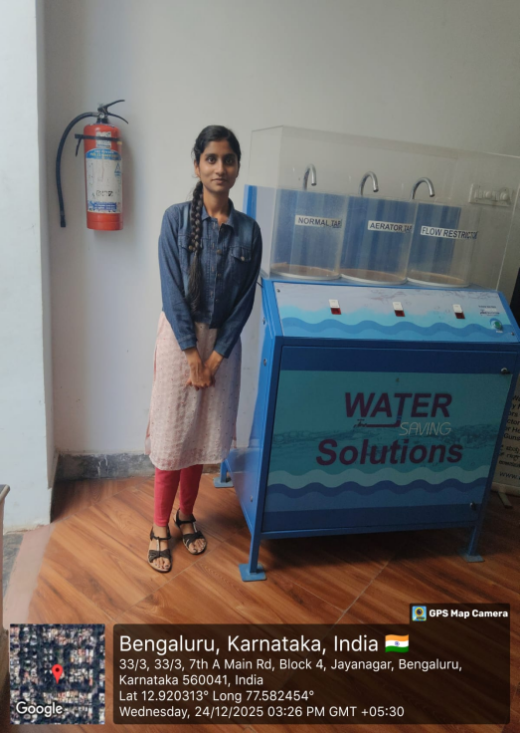 NORMAL TAP
AERATOR
FLOW RESTRICTOR
WATER
SAVING
Solutions
GPS Map Camera
Bengaluru, Karnataka, India
33/3, 33/3, 7th A Main Rd, Block 4, Jayanagar, Bengaluru,
Karnataka 560041, India
Lat 12.920313° Long 77.582454°
Wednesday, 24/12/2025 03:26 PM GMT +05:30
Google